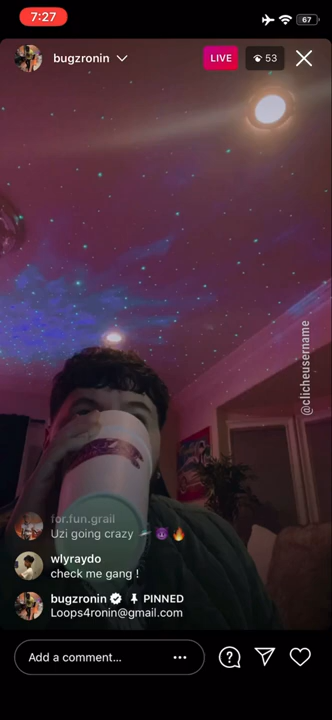 7:27
67
bugzronin
LIVE
53
@clicheusername
for.fun.grail
Uzi going crazy
wlyraydo
check me gang !
bugzronin PINNED
Loops4ronin@gmail.com
Add a comment...